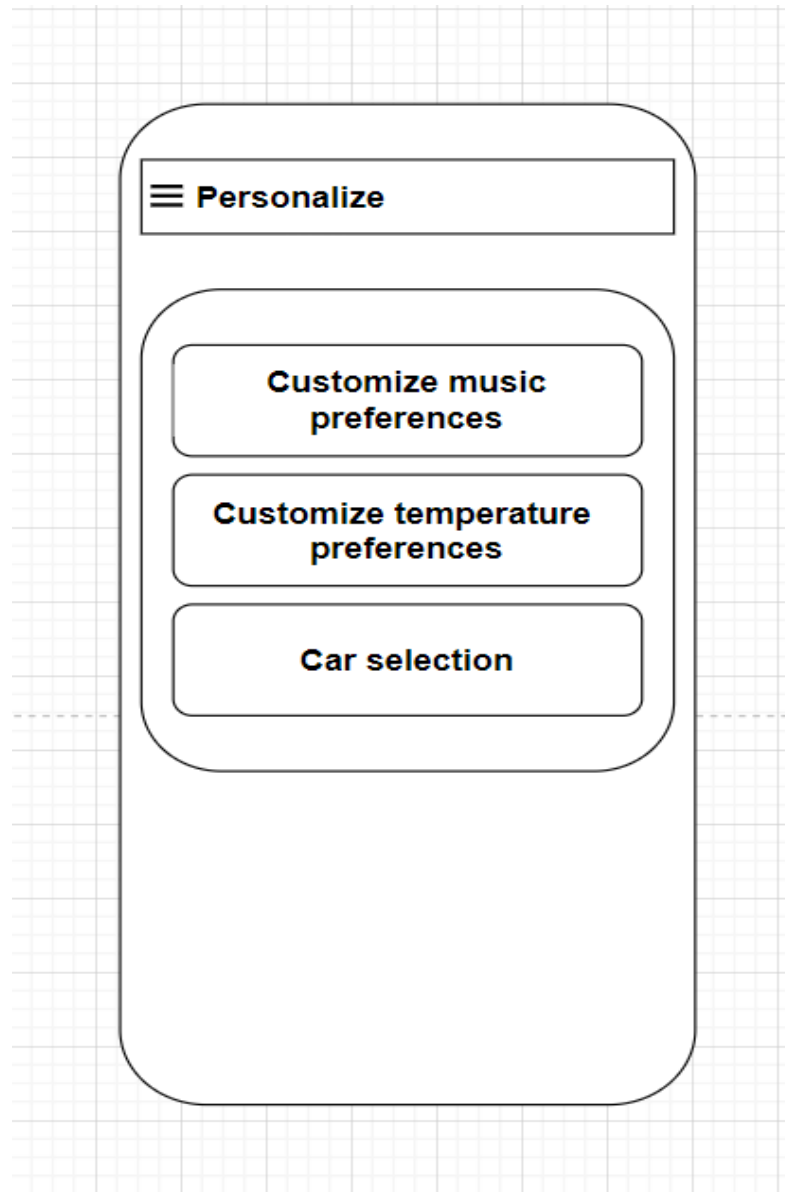 Personalize
Customize music
preferences
Customize temperature
preferences
Car selection